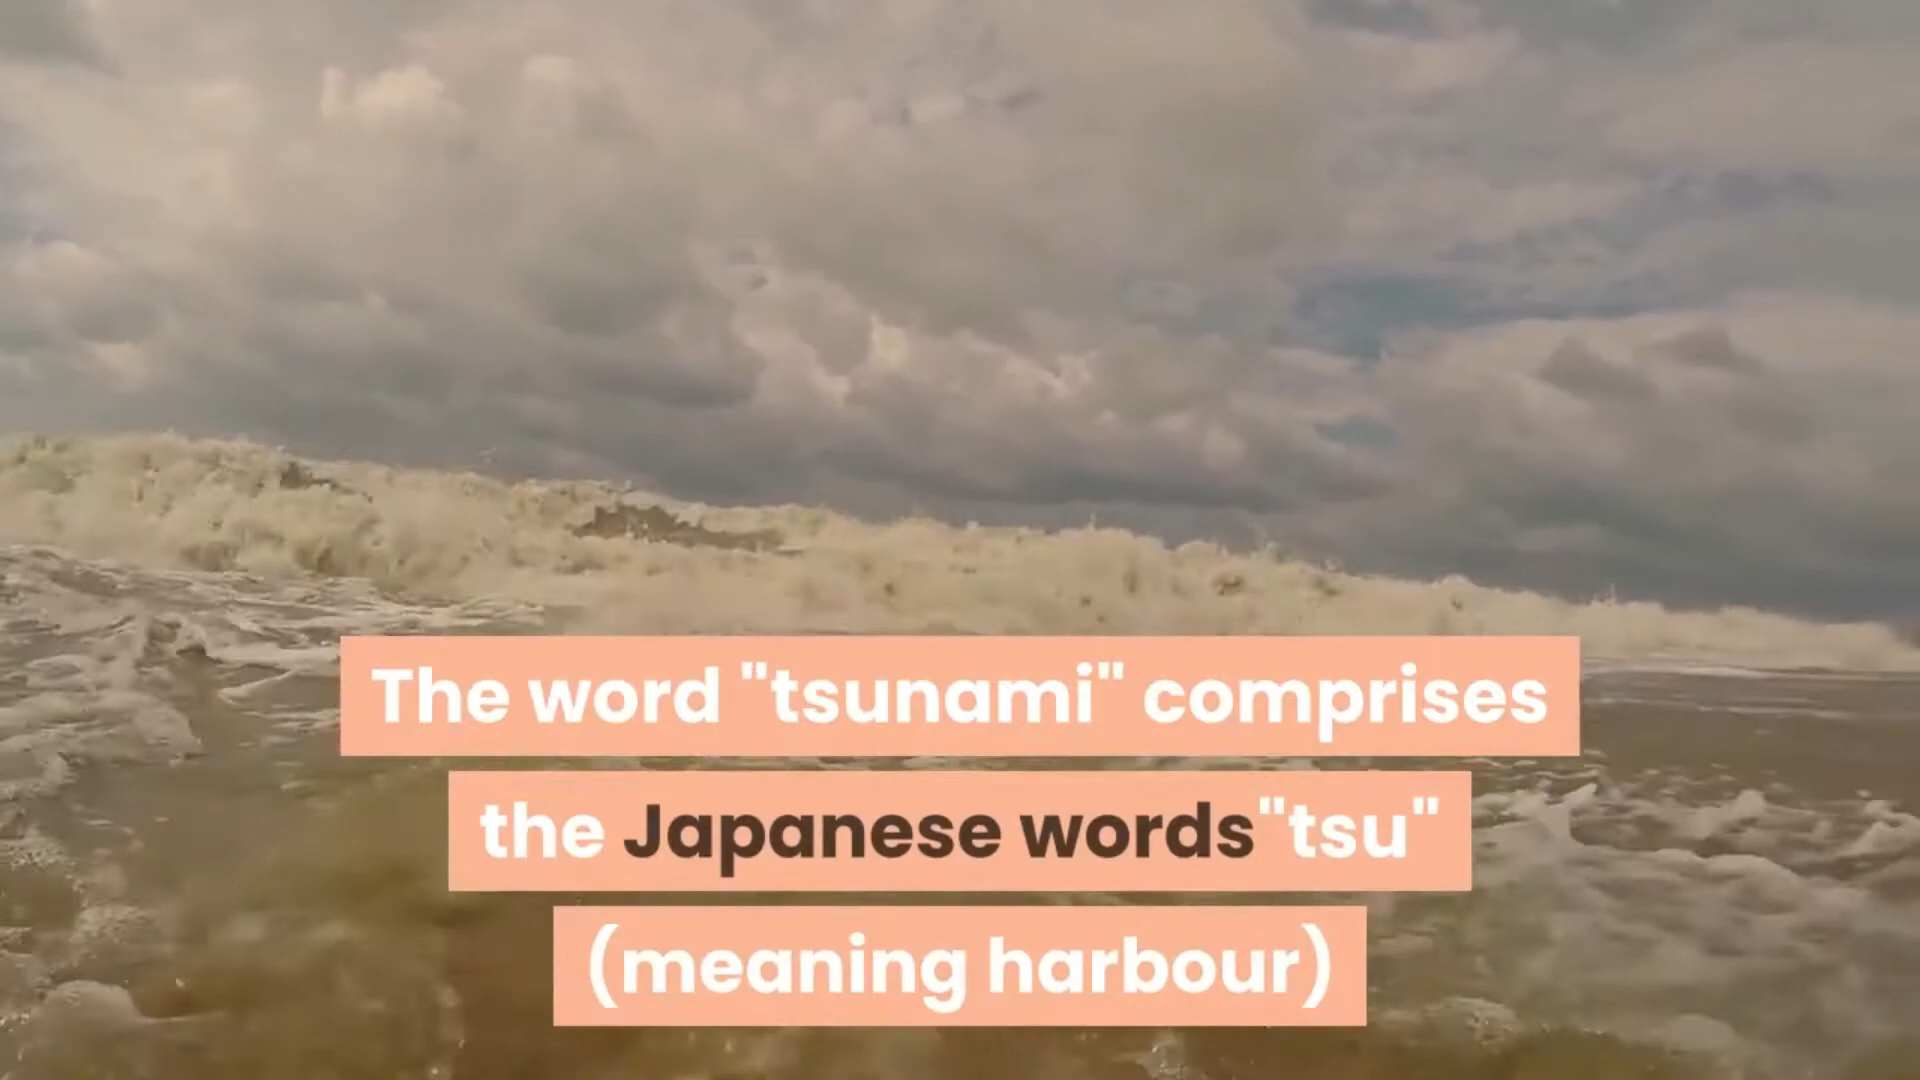 The word "tsunami" comprises
the Japanese words"tsu"
(meaning harbour)